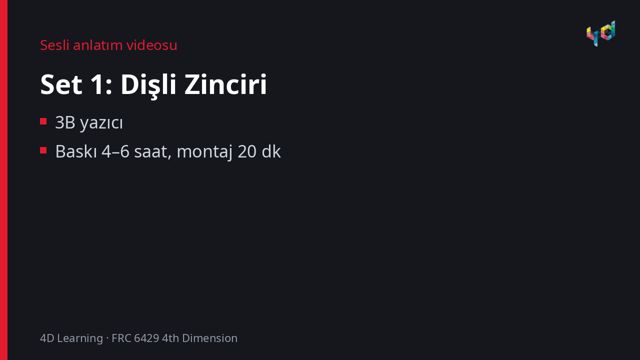 4d
Sesli anlatım videosu
Set 1: Dişli Zinciri
3B yazıcı
Baskı 4–6 saat, montaj 20 dk
4D Learning · FRC 6429 4th Dimension